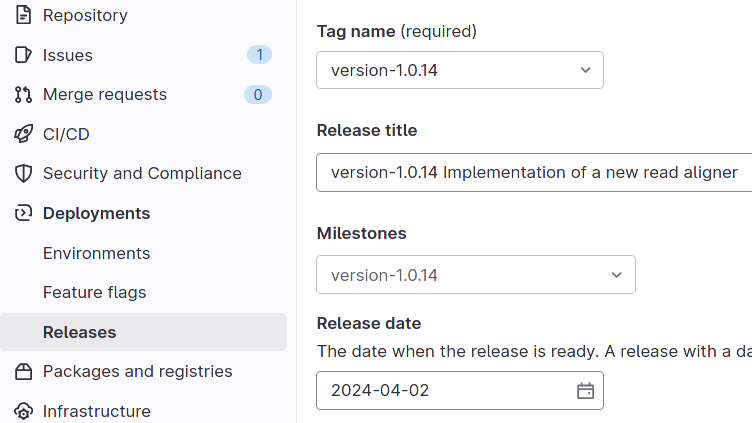 Repository
Issues 1
Merge requests 0
CI/CD
Security and Compliance
Deployments
Environments
Feature flags
Releases
Packages and registries
Infrastructure
Tag name (required)
version-1.0.14
Release title
version-1.0.14 Implementation of a new read aligner
Milestones
version-1.0.14
Release date
The date when the release is ready. A release with a da
2024-04-02